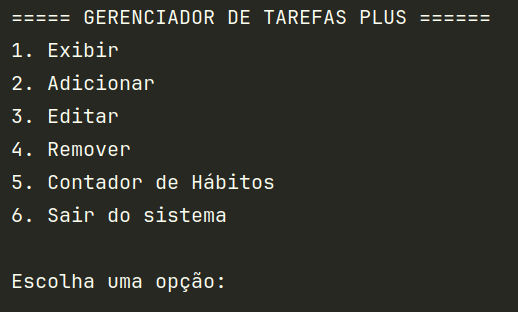 ===== GERENCIADOR DE TAREFAS PLUS ======
1. Exibir
2. Adicionar
3. Editar
4. Remover
5. Contador de Hábitos
6. Sair do sistema
Escolha uma opção: